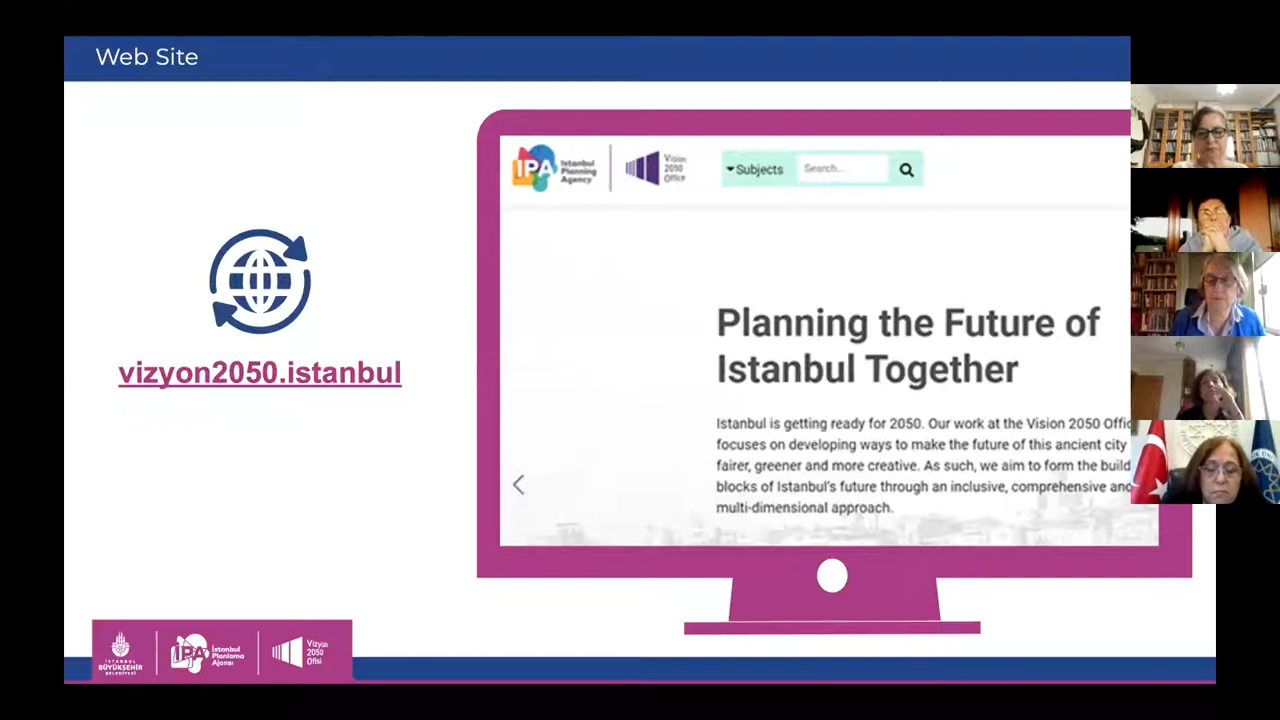 Web Site
IPA
Istanbul
Planning
Agency
Vision
2050
Office
Subjects
Search...
Planning the Future of
Istanbul Together
vizyon2050.istanbul
Istanbul is getting ready for 2050. Our work at the Vision 2050 Offic
focuses on developing ways to make the future of this ancient city
fairer, greener and more creative. As such, we aim to form the build
blocks of Istanbul's future through an inclusive, comprehensive and
multi-dimensional approach.
İSTANBUL
BÜYÜKŞEHİR
BELEDİYESİ
IPA
İstanbul
Planlama
Ajansı
Vizyon
2050
Ofisi